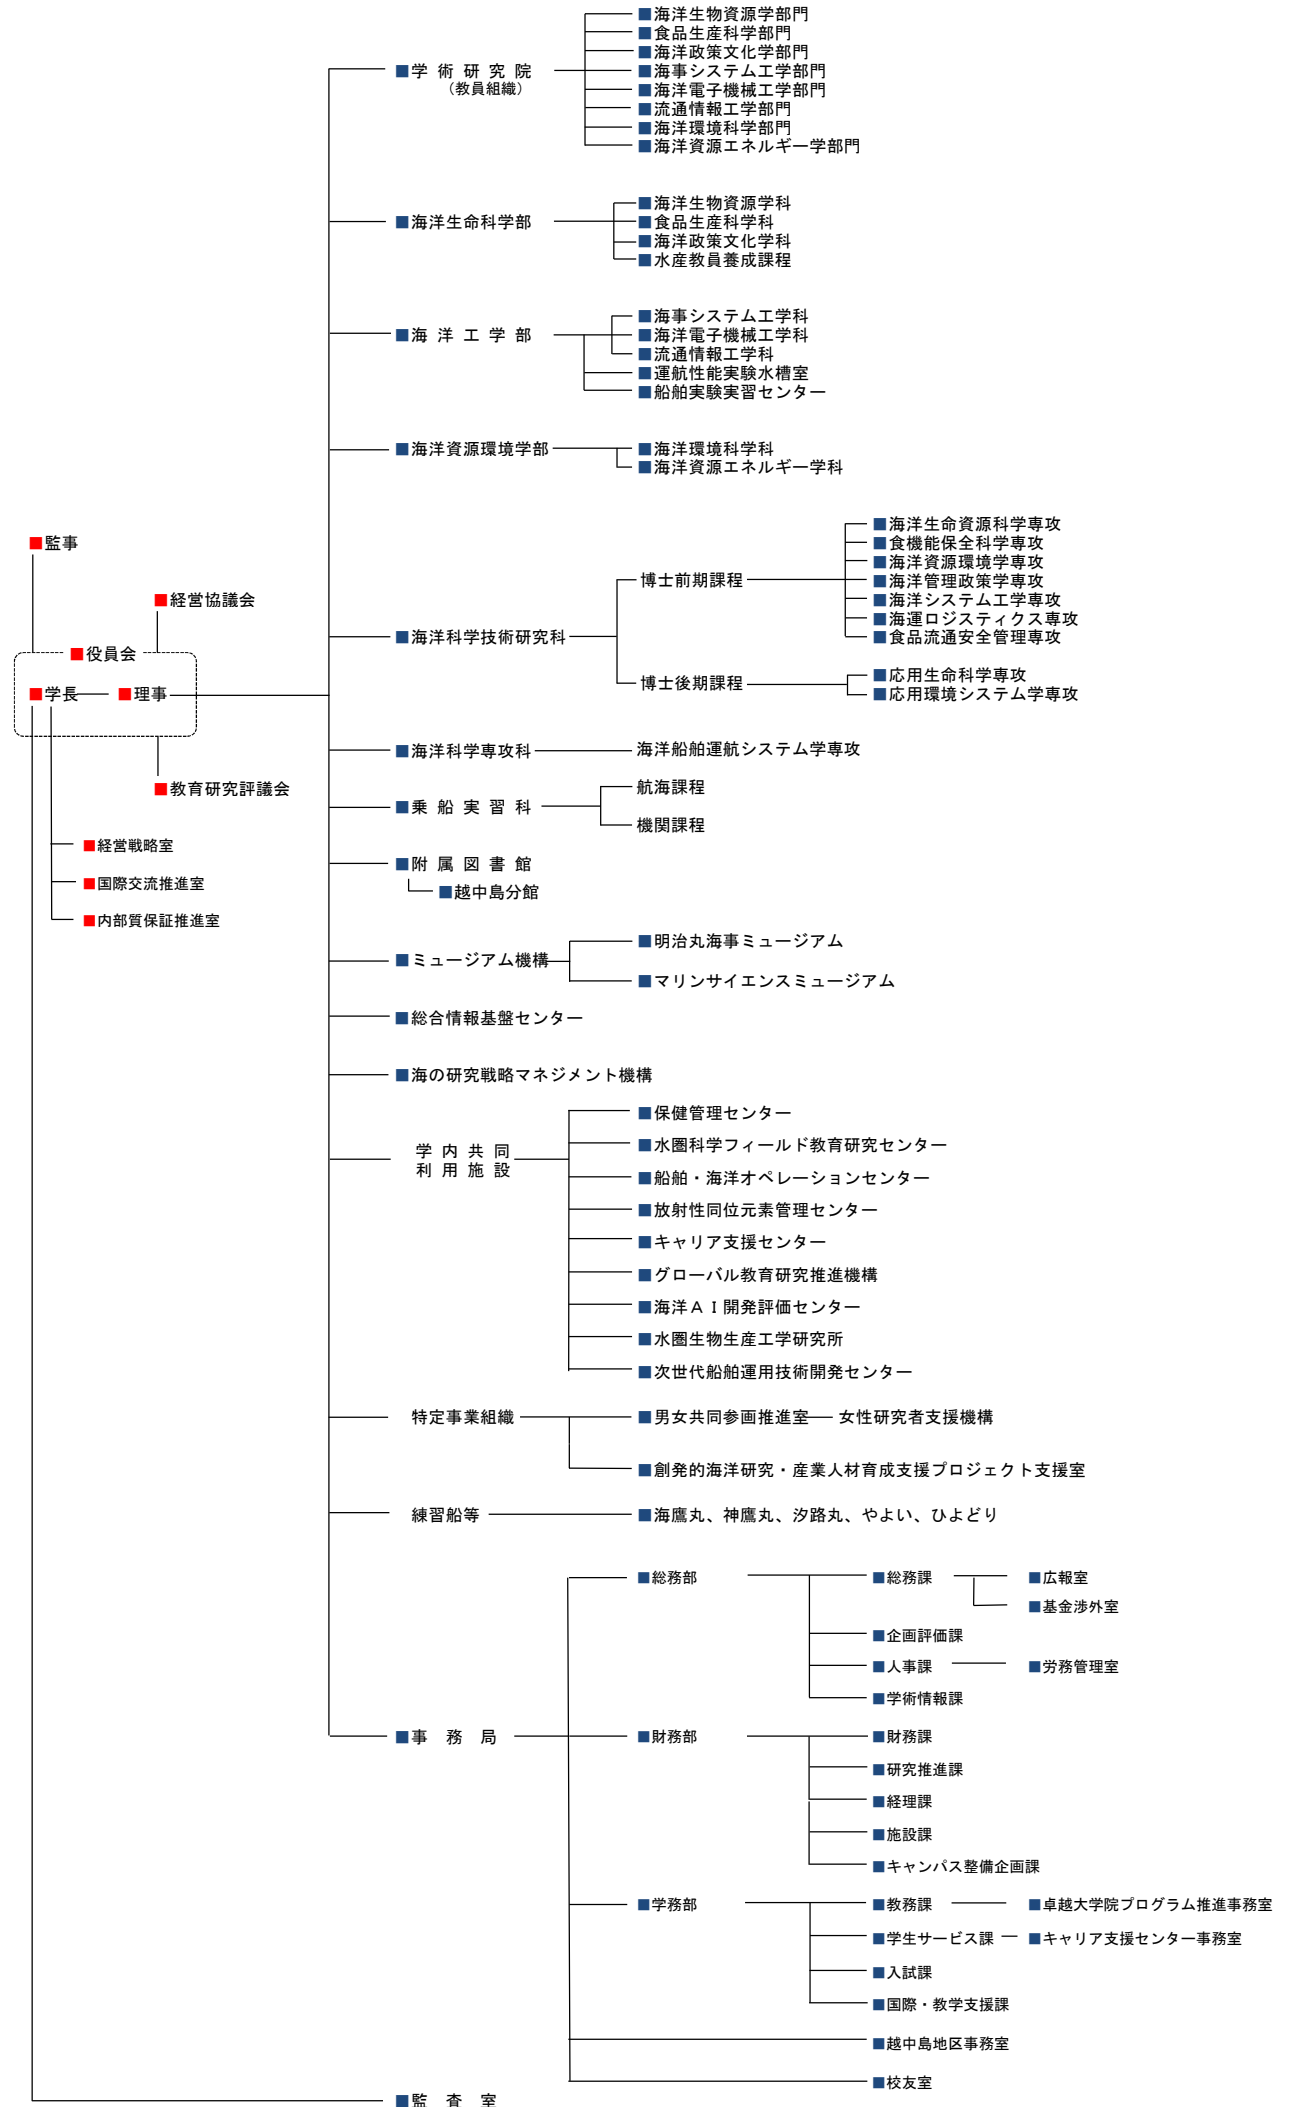 ■監事
■経営協議会
■役員会
■学長
■理事
■教育研究評議会
■経営戦略室
■国際交流推進室
■内部質保証推進室
■学術研究院
（教員組織）
■海洋生物資源学部門
■食品生産科学部門
■海洋政策文化学部門
■海事システム工学部門
■海洋電子機械工学部門
■流通情報工学部門
■海洋環境科学部門
■海洋資源エネルギー学部門
■海洋生命科学部
■海洋生物資源学科
■食品生産科学科
■海洋政策文化学科
■水産教員養成課程
■海洋工学部
■海事システム工学科
■海洋電子機械工学科
■流通情報工学科
■運航性能実験水槽室
■船舶実験実習センター
■海洋資源環境学部
■海洋環境科学科
■海洋資源エネルギー学科
■海洋科学技術研究科
博士前期課程
■海洋生命資源科学専攻
■食機能保全科学専攻
■海洋資源環境学専攻
■海洋管理政策学専攻
■海洋システム工学専攻
■海運ロジスティクス専攻
■食品流通安全管理専攻
博士後期課程
■応用生命科学専攻
■応用環境システム学専攻
■海洋科学専攻科
海洋船舶運航システム学専攻
■乗船実習科
航海課程
機関課程
■附属図書館
■越中島分館
■ミュージアム機構
■明治丸海事ミュージアム
■マリンサイエンスミュージアム
■総合情報基盤センター
■海の研究戦略マネジメント機構
学内共同
利用施設
■保健管理センター
■水圏科学フィールド教育研究センター
■船舶・海洋オペレーションセンター
■放射性同位元素管理センター
■キャリア支援センター
■グローバル教育研究推進機構
■海洋ＡＩ開発評価センター
■水圏生物生産工学研究所
■次世代船舶運用技術開発センター
特定事業組織
■男女共同参画推進室
女性研究者支援機構
■創発的海洋研究・産業人材育成支援プロジェクト支援室
練習船等
■海鷹丸、神鷹丸、汐路丸、やよい、ひよどり
■事務局
■総務部
■総務課
■広報室
■基金渉外室
■企画評価課
■人事課
■労務管理室
■学術情報課
■財務部
■財務課
■研究推進課
■経理課
■施設課
■キャンパス整備企画課
■学務部
■教務課
■卓越大学院プログラム推進事務室
■学生サービス課
■キャリア支援センター事務室
■入試課
■国際・教学支援課
■越中島地区事務室
■校友室
■監査室